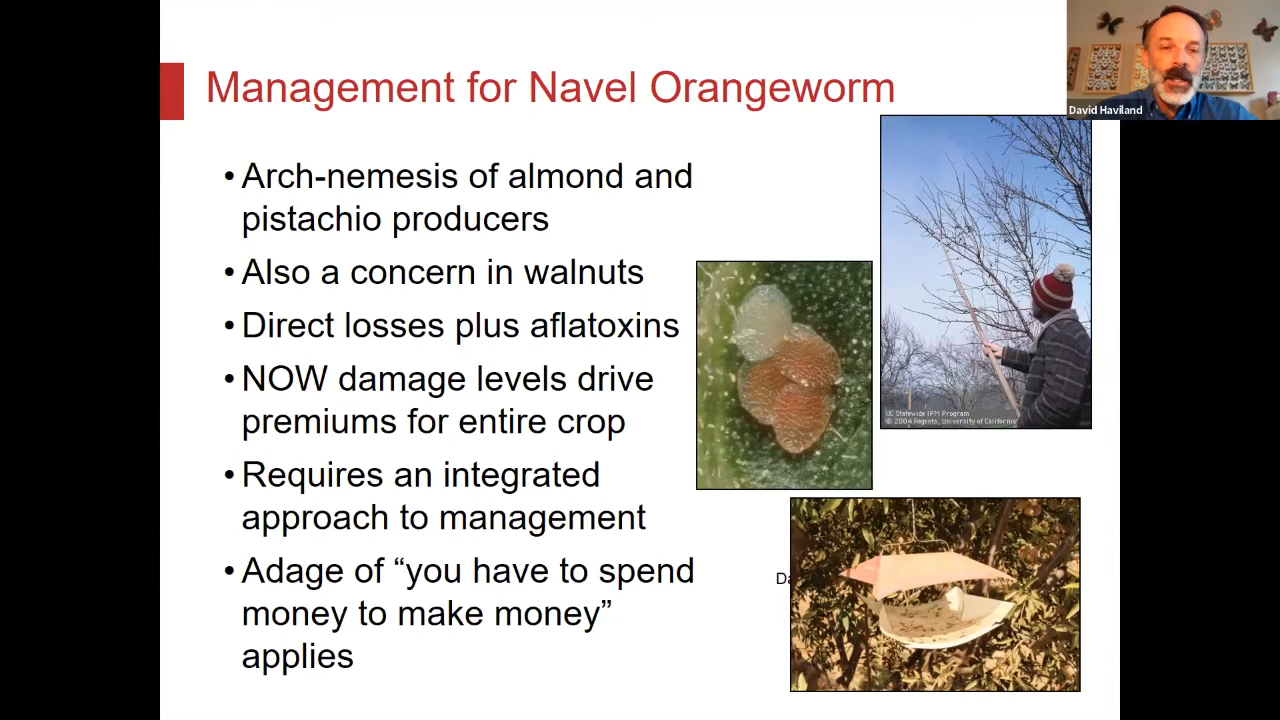 Management for Navel Orangeworm
David Haviland
• Arch-nemesis of almond and
pistachio producers
• Also a concern in walnuts
• Direct losses plus aflatoxins
• NOW damage levels drive
premiums for entire crop
• Requires an integrated
approach to management
• Adage of “you have to spend
money to make money”
applies
UC Statewide IPM Program
© 2004 Regents, University of California